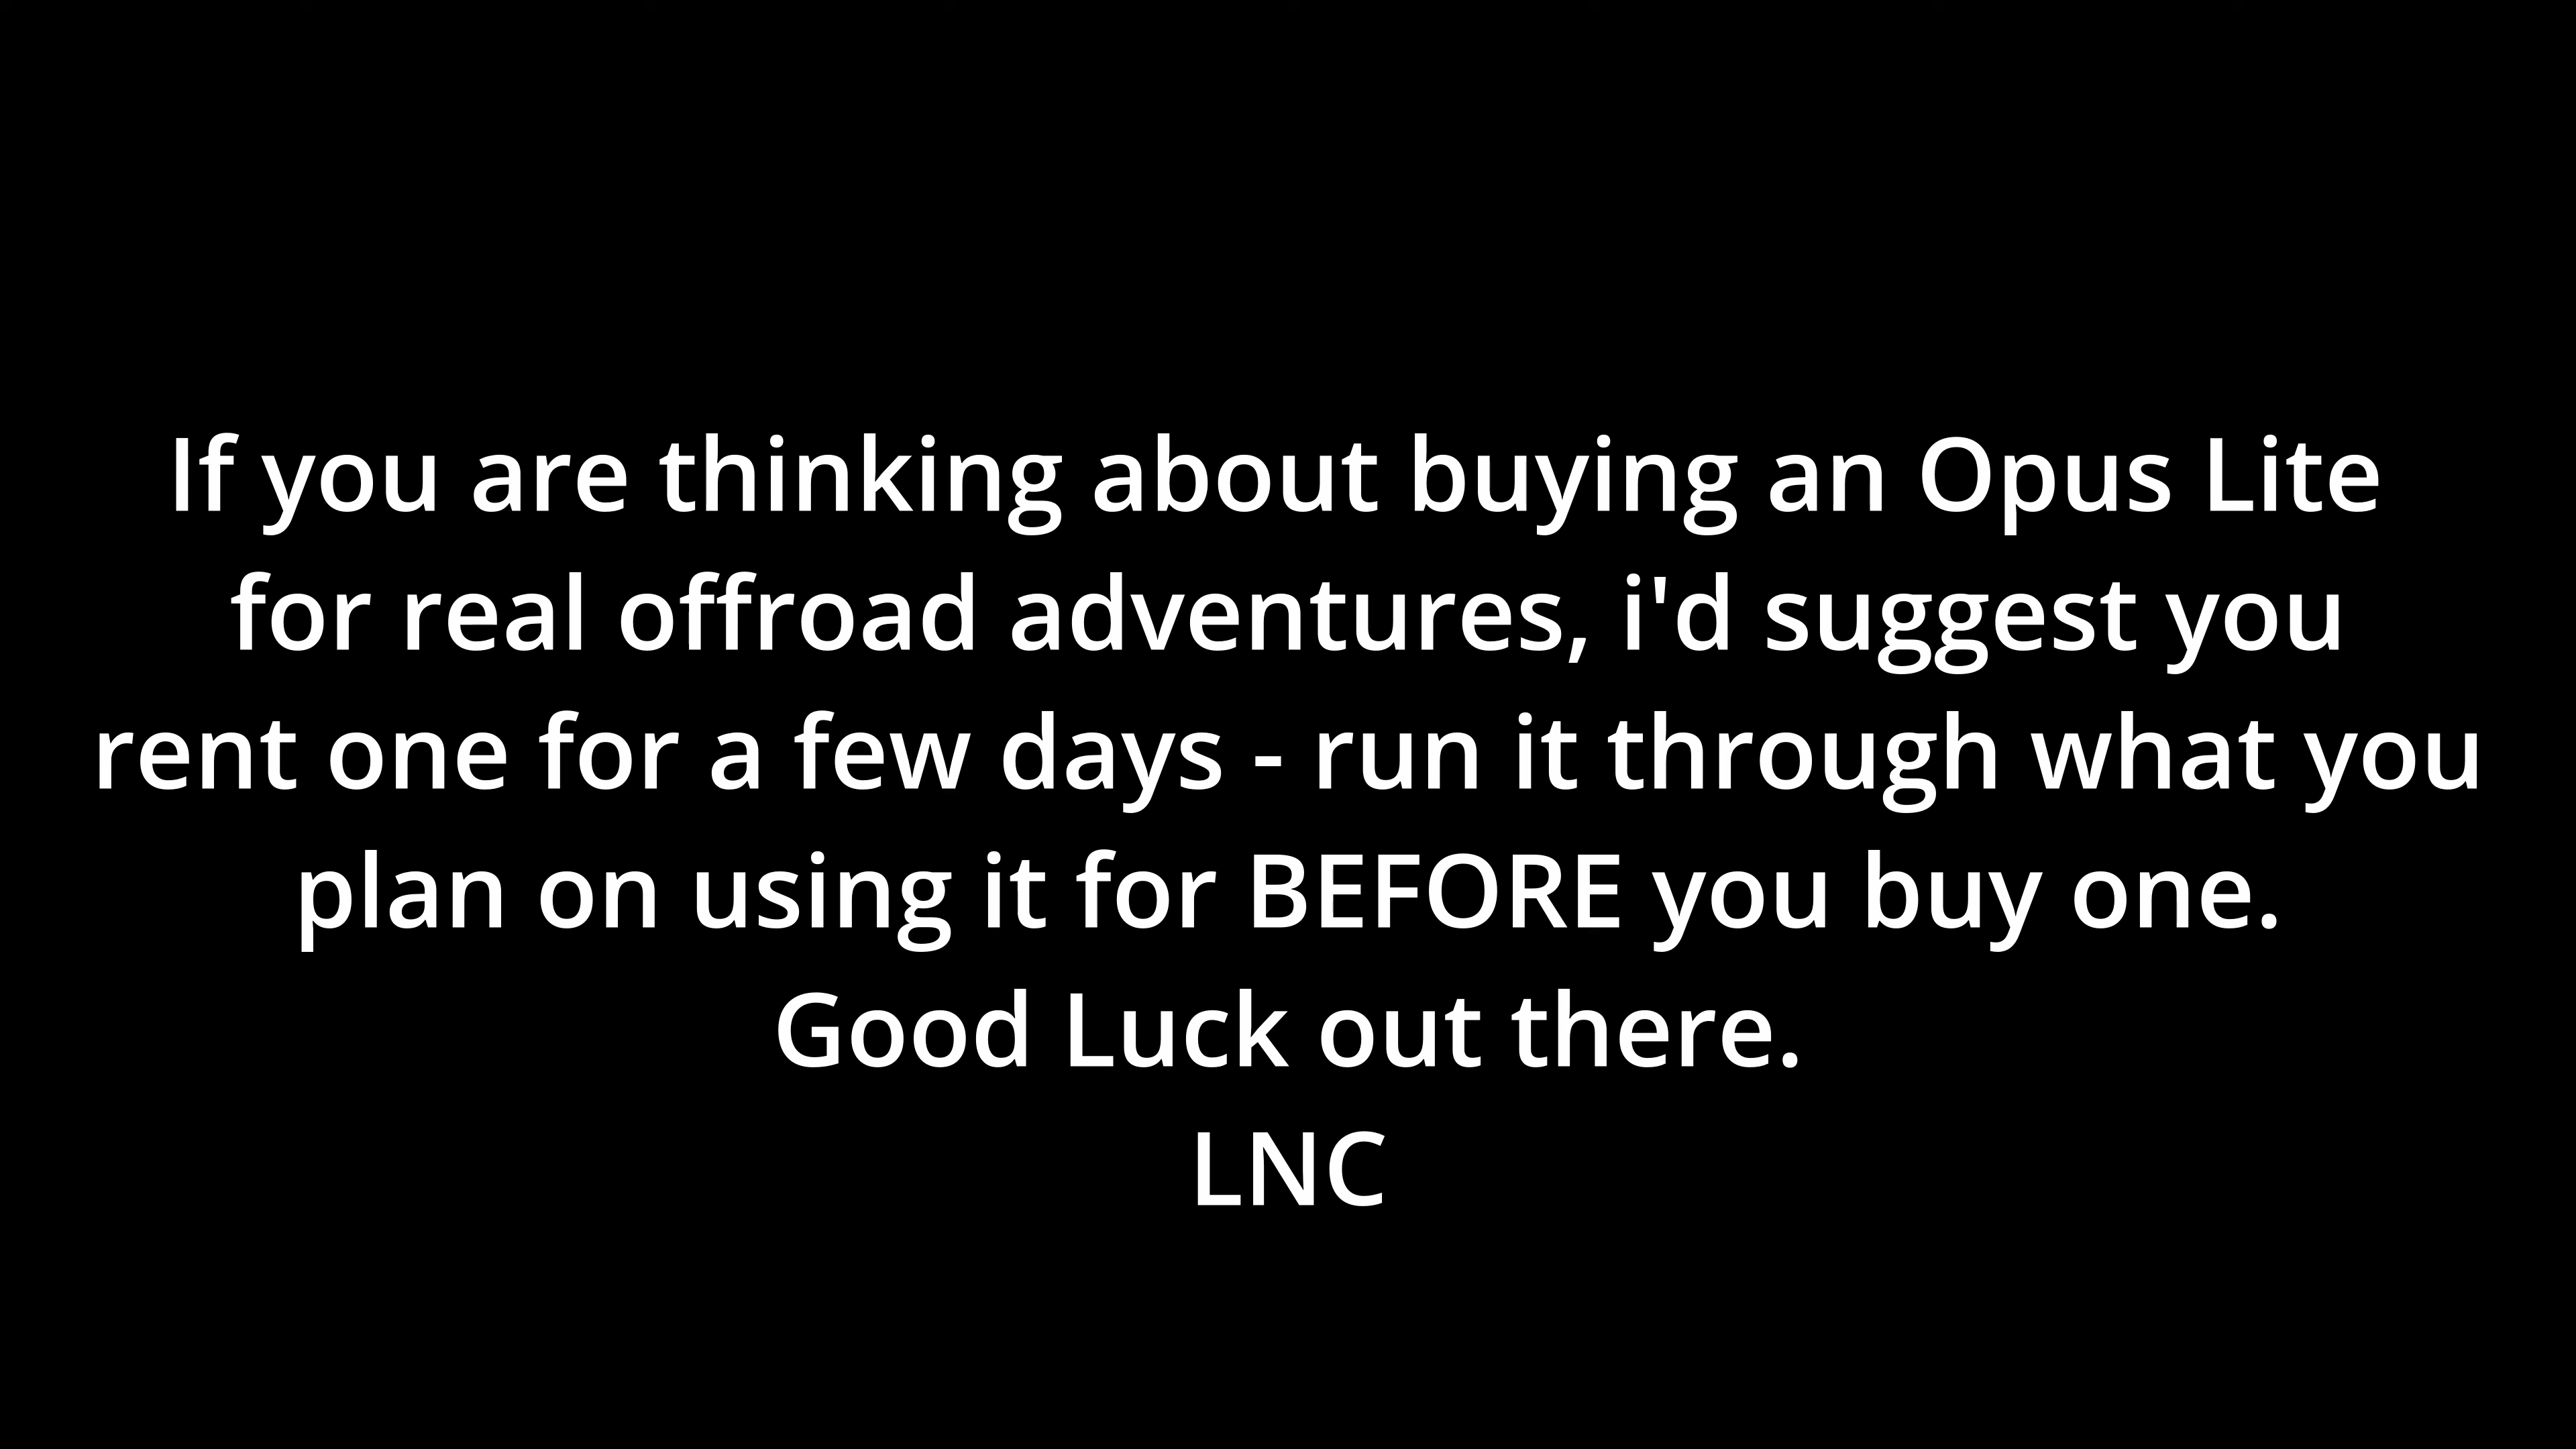 If you are thinking about buying an Opus Lite
for real offroad adventures, i'd suggest you
rent one for a few days - run it through what you
plan on using it for BEFORE you buy one.
Good Luck out there.
LNC